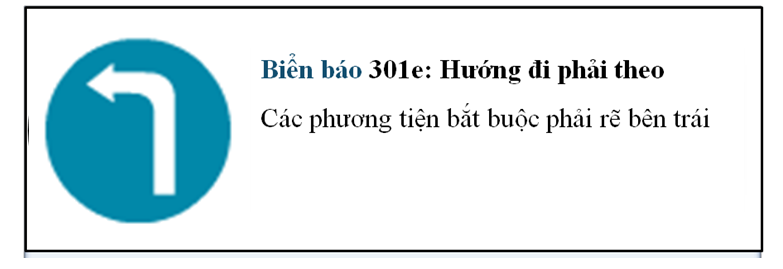 Biển báo 301e: Hướng đi phải theo
Các phương tiện bắt buộc phải rẽ bên trái